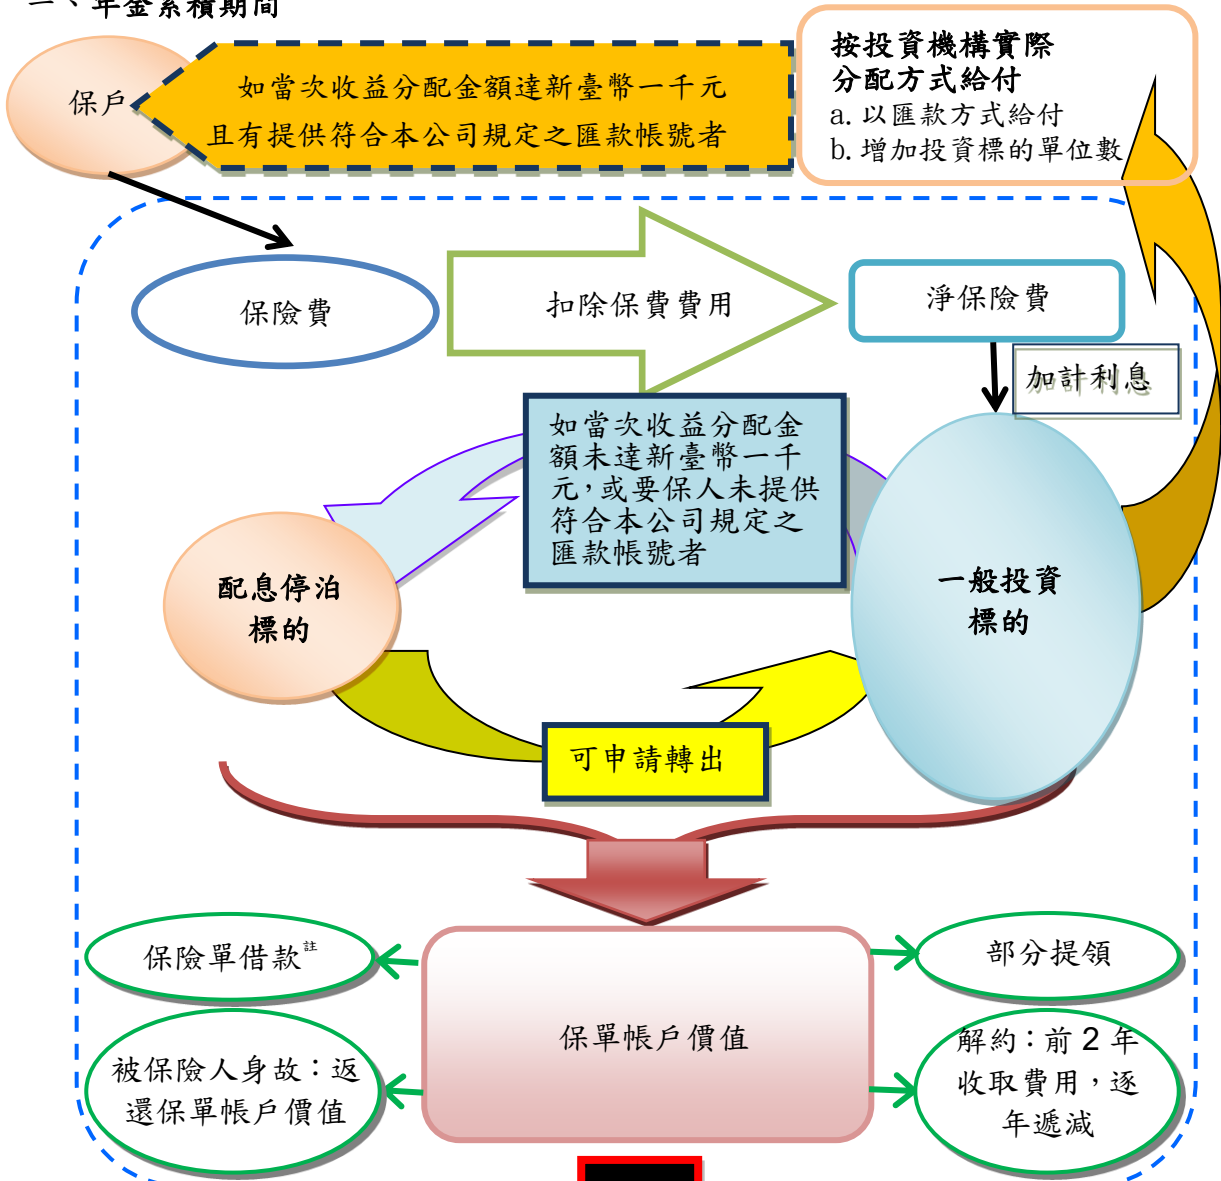 一、年金累積期間
保戶
如當次收益分配金額達新臺幣一千元
且有提供符合本公司規定之匯款帳號者
按投資機構實際
分配方式給付
a. 以匯款方式給付
b. 增加投資標的單位數
保險費
扣除保費費用
淨保險費
加計利息
如當次收益分配金
額未達新臺幣一千
元，或要保人未提供
符合本公司規定之
匯款帳號者
配息停泊
標的
一般投資
標的
可申請轉出
保險單借款註
部分提領
保單帳戶價值
被保險人身故：返
還保單帳戶價值
解約：前 2 年
收取費用，逐
年遞減